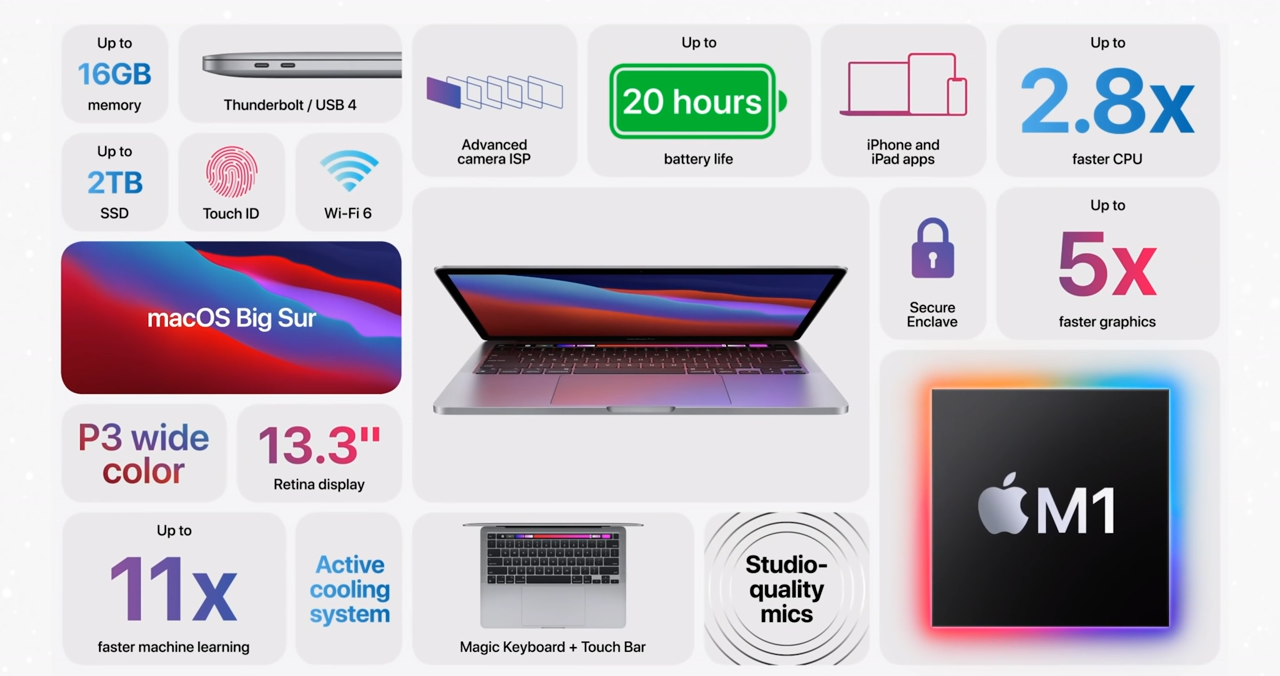 Up to
16GB
memory
Thunderbolt / USB 4
Advanced
camera ISP
Up to
20 hours
battery life
iPhone and
iPad apps
Up to
2.8x
faster CPU
Up to
2TB
SSD
Touch ID
Wi-Fi 6
macOS Big Sur
Secure
Enclave
Up to
5x
faster graphics
P3 wide
color
13.3"
Retina display
M1
Up to
11x
faster machine learning
Active
cooling
system
Magic Keyboard + Touch Bar
Studio-
quality
mics